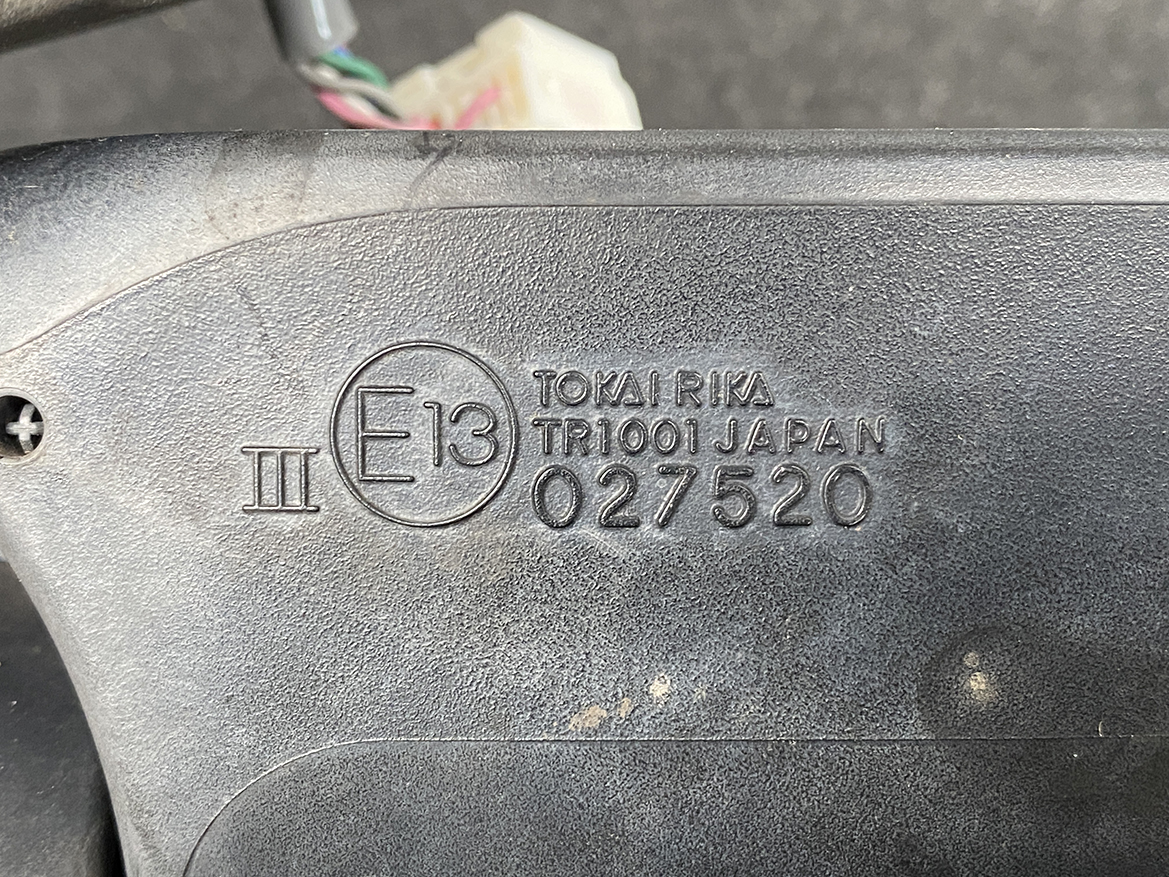 III E13
TOKAI RIKA
TR1001 JAPAN
027520